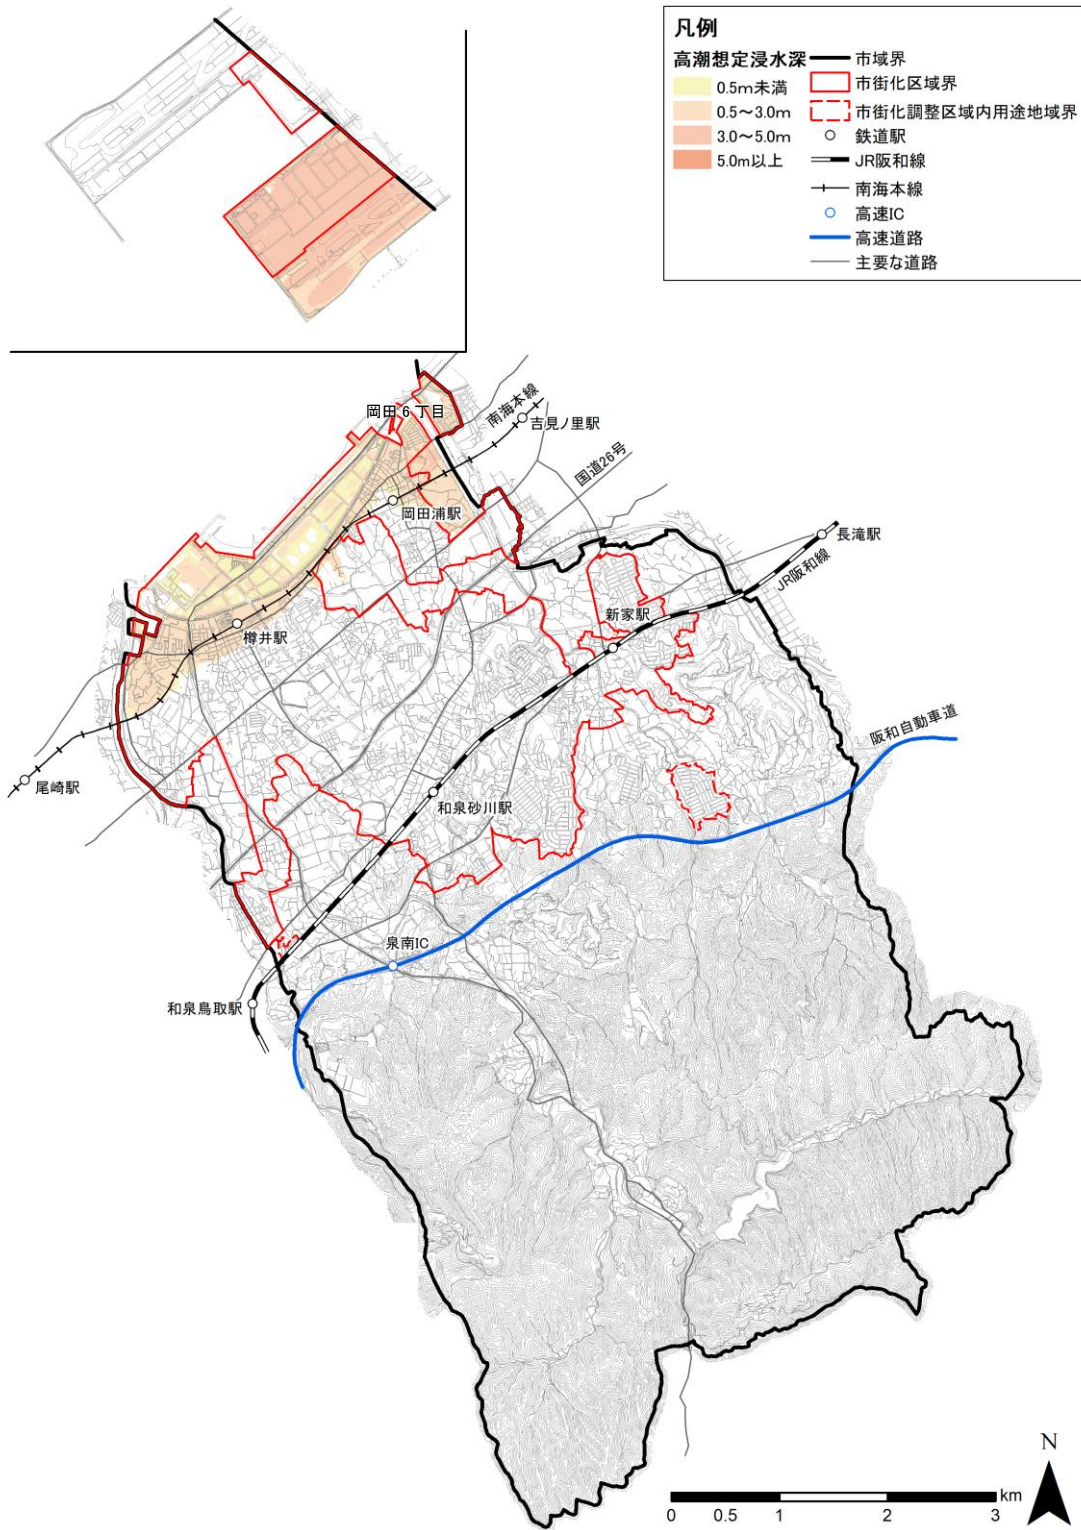 凡例
高潮想定浸水深
0.5m未満
0.5～3.0m
3.0～5.0m
5.0m以上
市域界
市街化区域界
市街化調整区域内用途地域界
鉄道駅
JR阪和線
南海本線
高速IC
高速道路
主要な道路
岡田6丁目
南海本線
吉見ノ里駅
国道26号
岡田浦駅
長滝駅
JR阪和線
新家駅
樽井駅
阪和自動車道
尾崎駅
和泉砂川駅
泉南IC
和泉鳥取駅
N
km
0 0.5 1 2 3